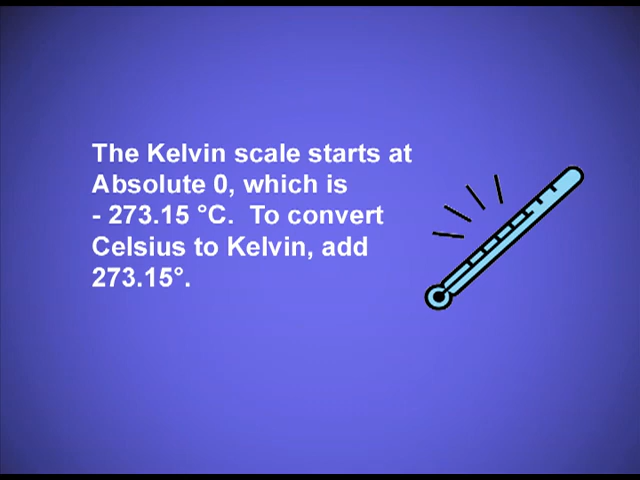 The Kelvin scale starts at
Absolute 0, which is
- 273.15 °C.  To convert
Celsius to Kelvin, add
273.15°.